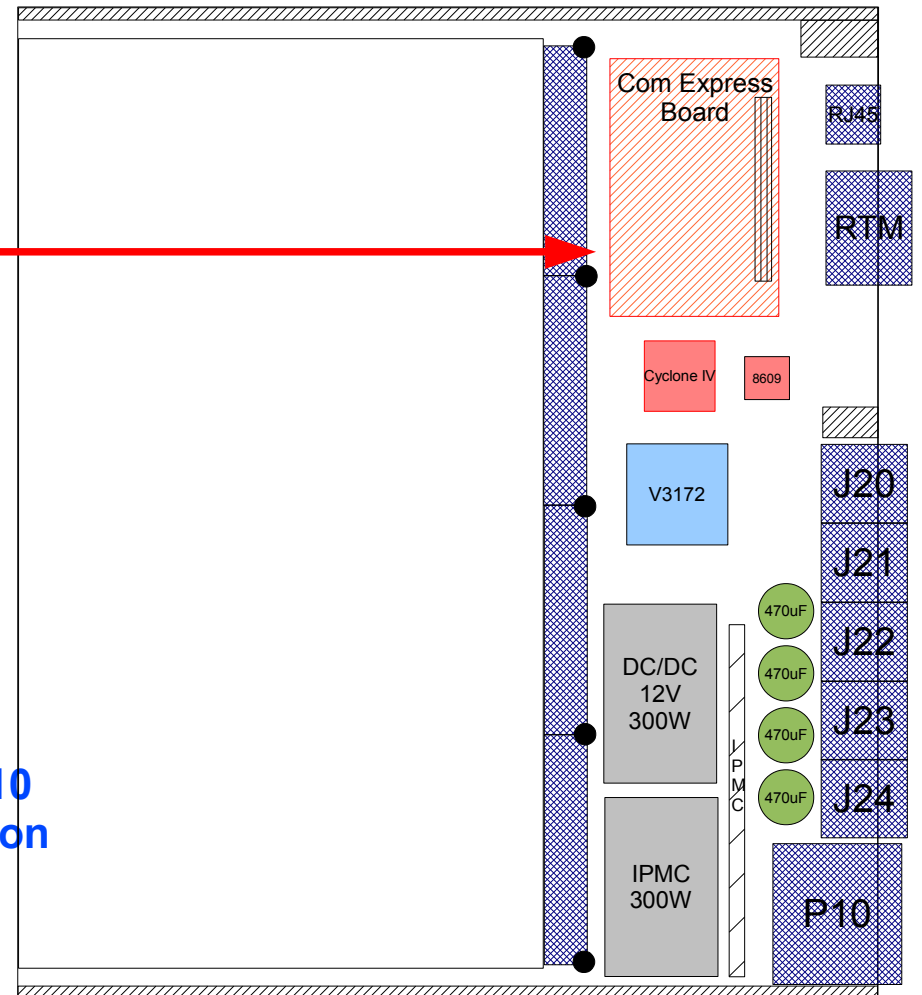 Com Express
Board
RJ45
RTM
Cyclone IV
8609
V3172
J20
J21
470uF
J22
DC/DC
12V
300W
470uF
J23
470uF
IPMC
J24
470uF
10
on
IPMC
300W
P10